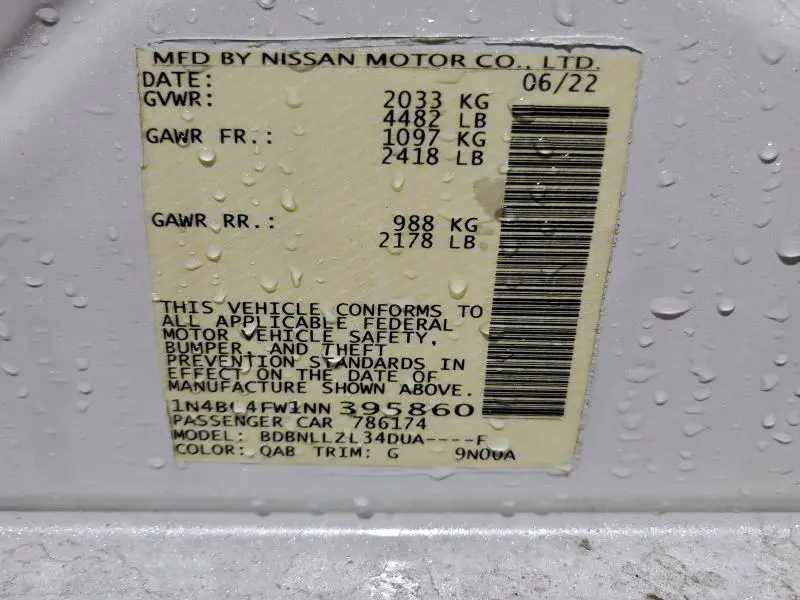 MFD BY NISSAN MOTOR CO., LTD.
DATE: 06/22
GVWR: 2033 KG
4482 LB
GAWR FR.: 1097 KG
2418 LB
GAWR RR.: 988 KG
2178 LB
THIS VEHICLE CONFORMS TO
ALL APPLICABLE FEDERAL
MOTOR VEHICLE SAFETY,
BUMPER, AND THEFT
PREVENTION STANDARDS IN
EFFECT ON THE DATE OF
MANUFACTURE SHOWN ABOVE.
395860
PASSENGER CAR 786174
MODEL: BDBNLLZL34DUA----F
COLOR: QAB TRIM: G 9N00A